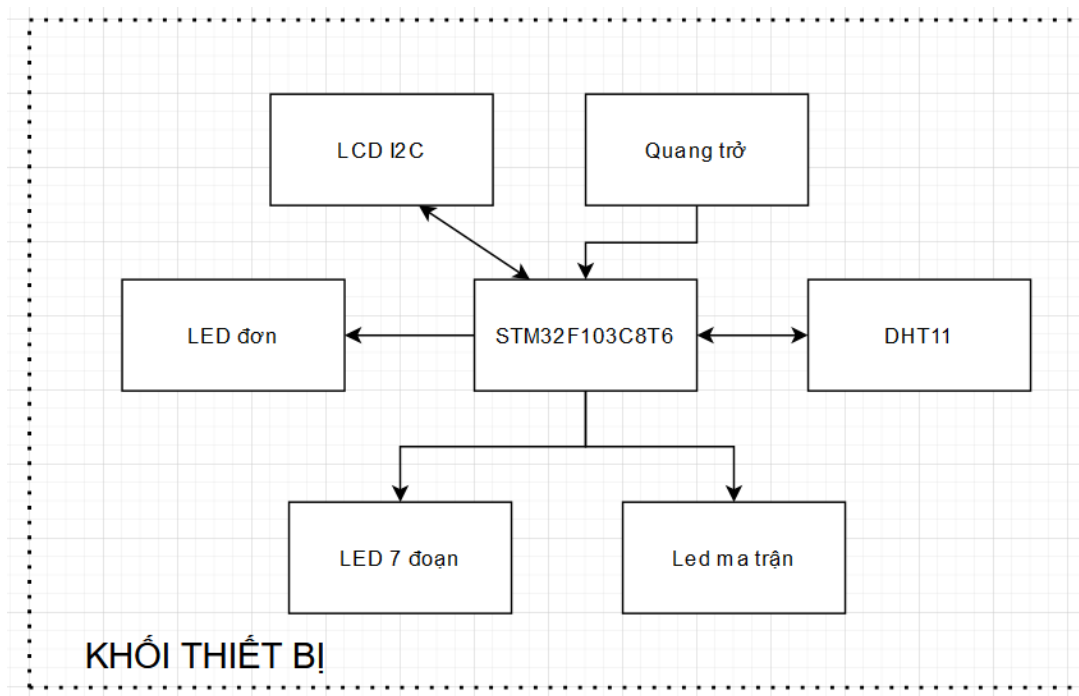 LCD I2C
Quang trở
LED đơn
STM32F103C8T6
DHT11
LED 7 đoạn
Led ma trận
KHỐI THIẾT BỊ